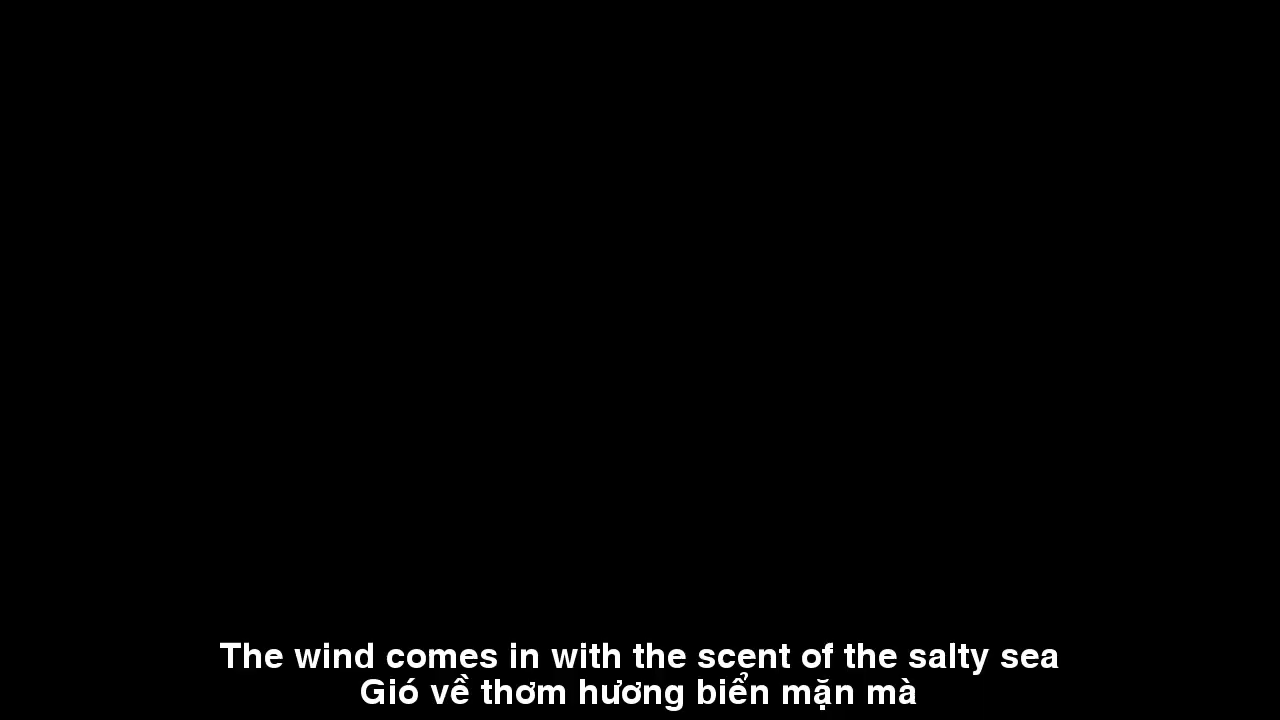 The wind comes in with the scent of the salty sea
Gió về thơm hương biển mặn mà